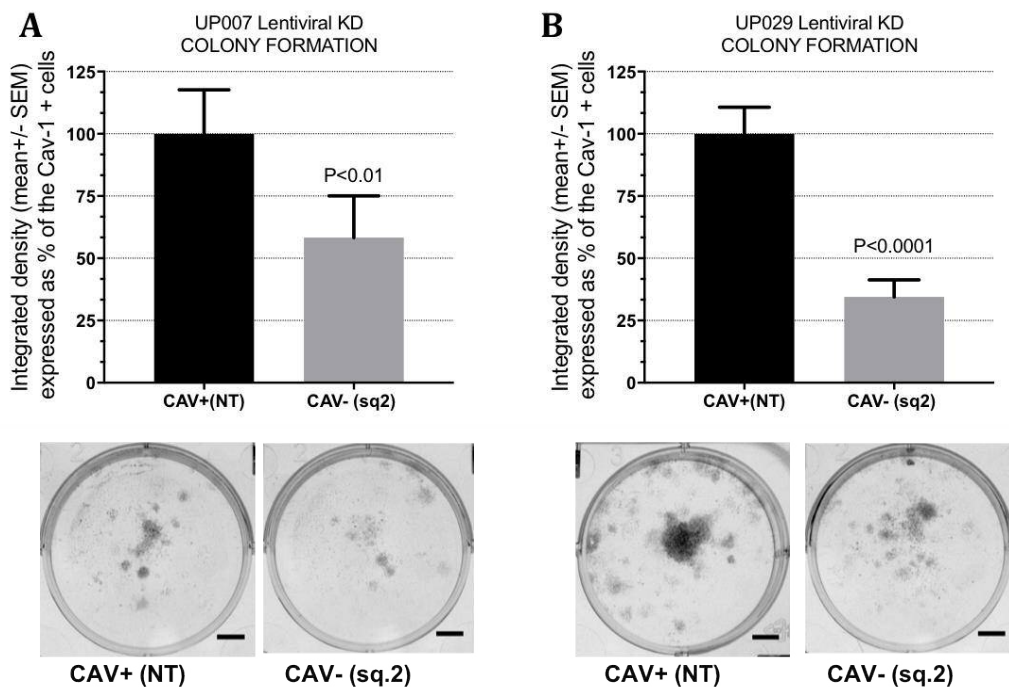 A
UP007 Lentiviral KD
COLONY FORMATION
Integrated density (mean+/- SEM)
expressed as % of the Cav-1 + cells
125
100
75
50
25
0
P<0.01
CAV+(NT)
CAV- (sq2)
CAV+ (NT)
CAV- (sq.2)
B
UP029 Lentiviral KD
COLONY FORMATION
Integrated density (mean+/- SEM)
expressed as % of the Cav-1 + cells
125
100
75
50
25
0
P<0.0001
CAV+(NT)
CAV- (sq2)
CAV+ (NT)
CAV- (sq.2)